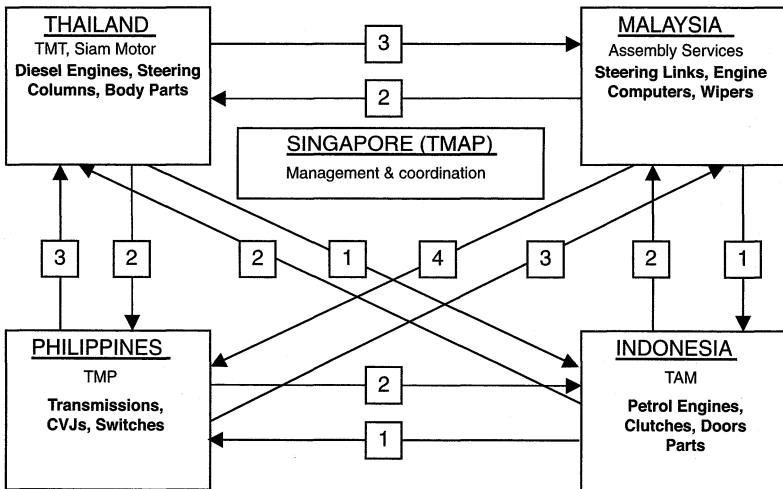 THAILAND
TMT, Siam Motor
Diesel Engines, Steering
Columns, Body Parts
3
2
MALAYSIA
Assembly Services
Steering Links, Engine
Computers, Wipers
SINGAPORE (TMAP)
Management & coordination
3
2
2
1
4
3
2
1
PHILIPPINES
TMP
Transmissions,
CVJs, Switches
2
1
INDONESIA
TAM
Petrol Engines,
Clutches, Doors
Parts